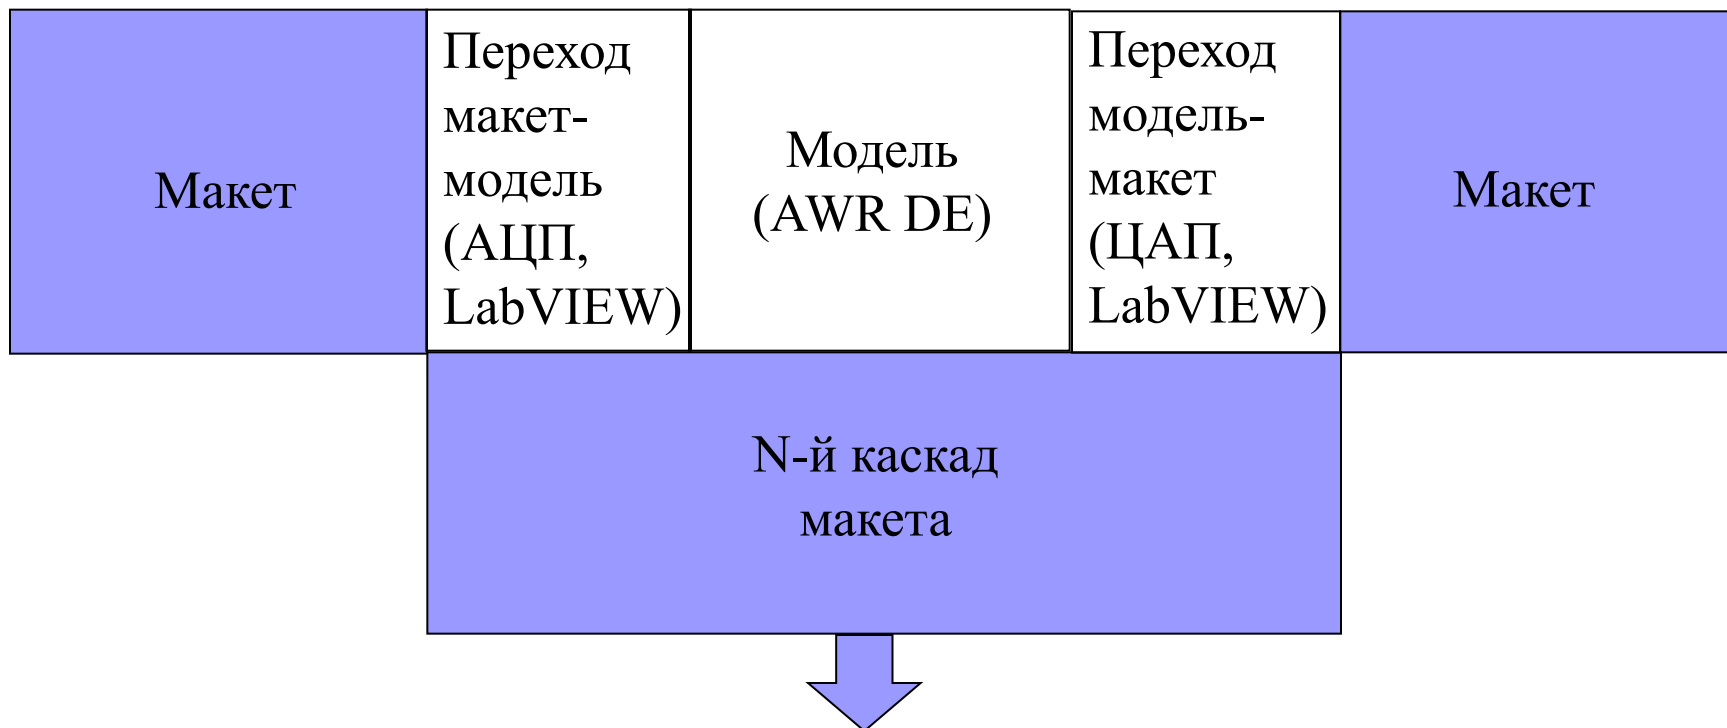 Макет
Переход
макет-
модель
(АЦП,
LabVIEW)
Модель
(AWR DE)
Переход
модель-
макет
(ЦАП,
LabVIEW)
Макет
N-й каскад
макета